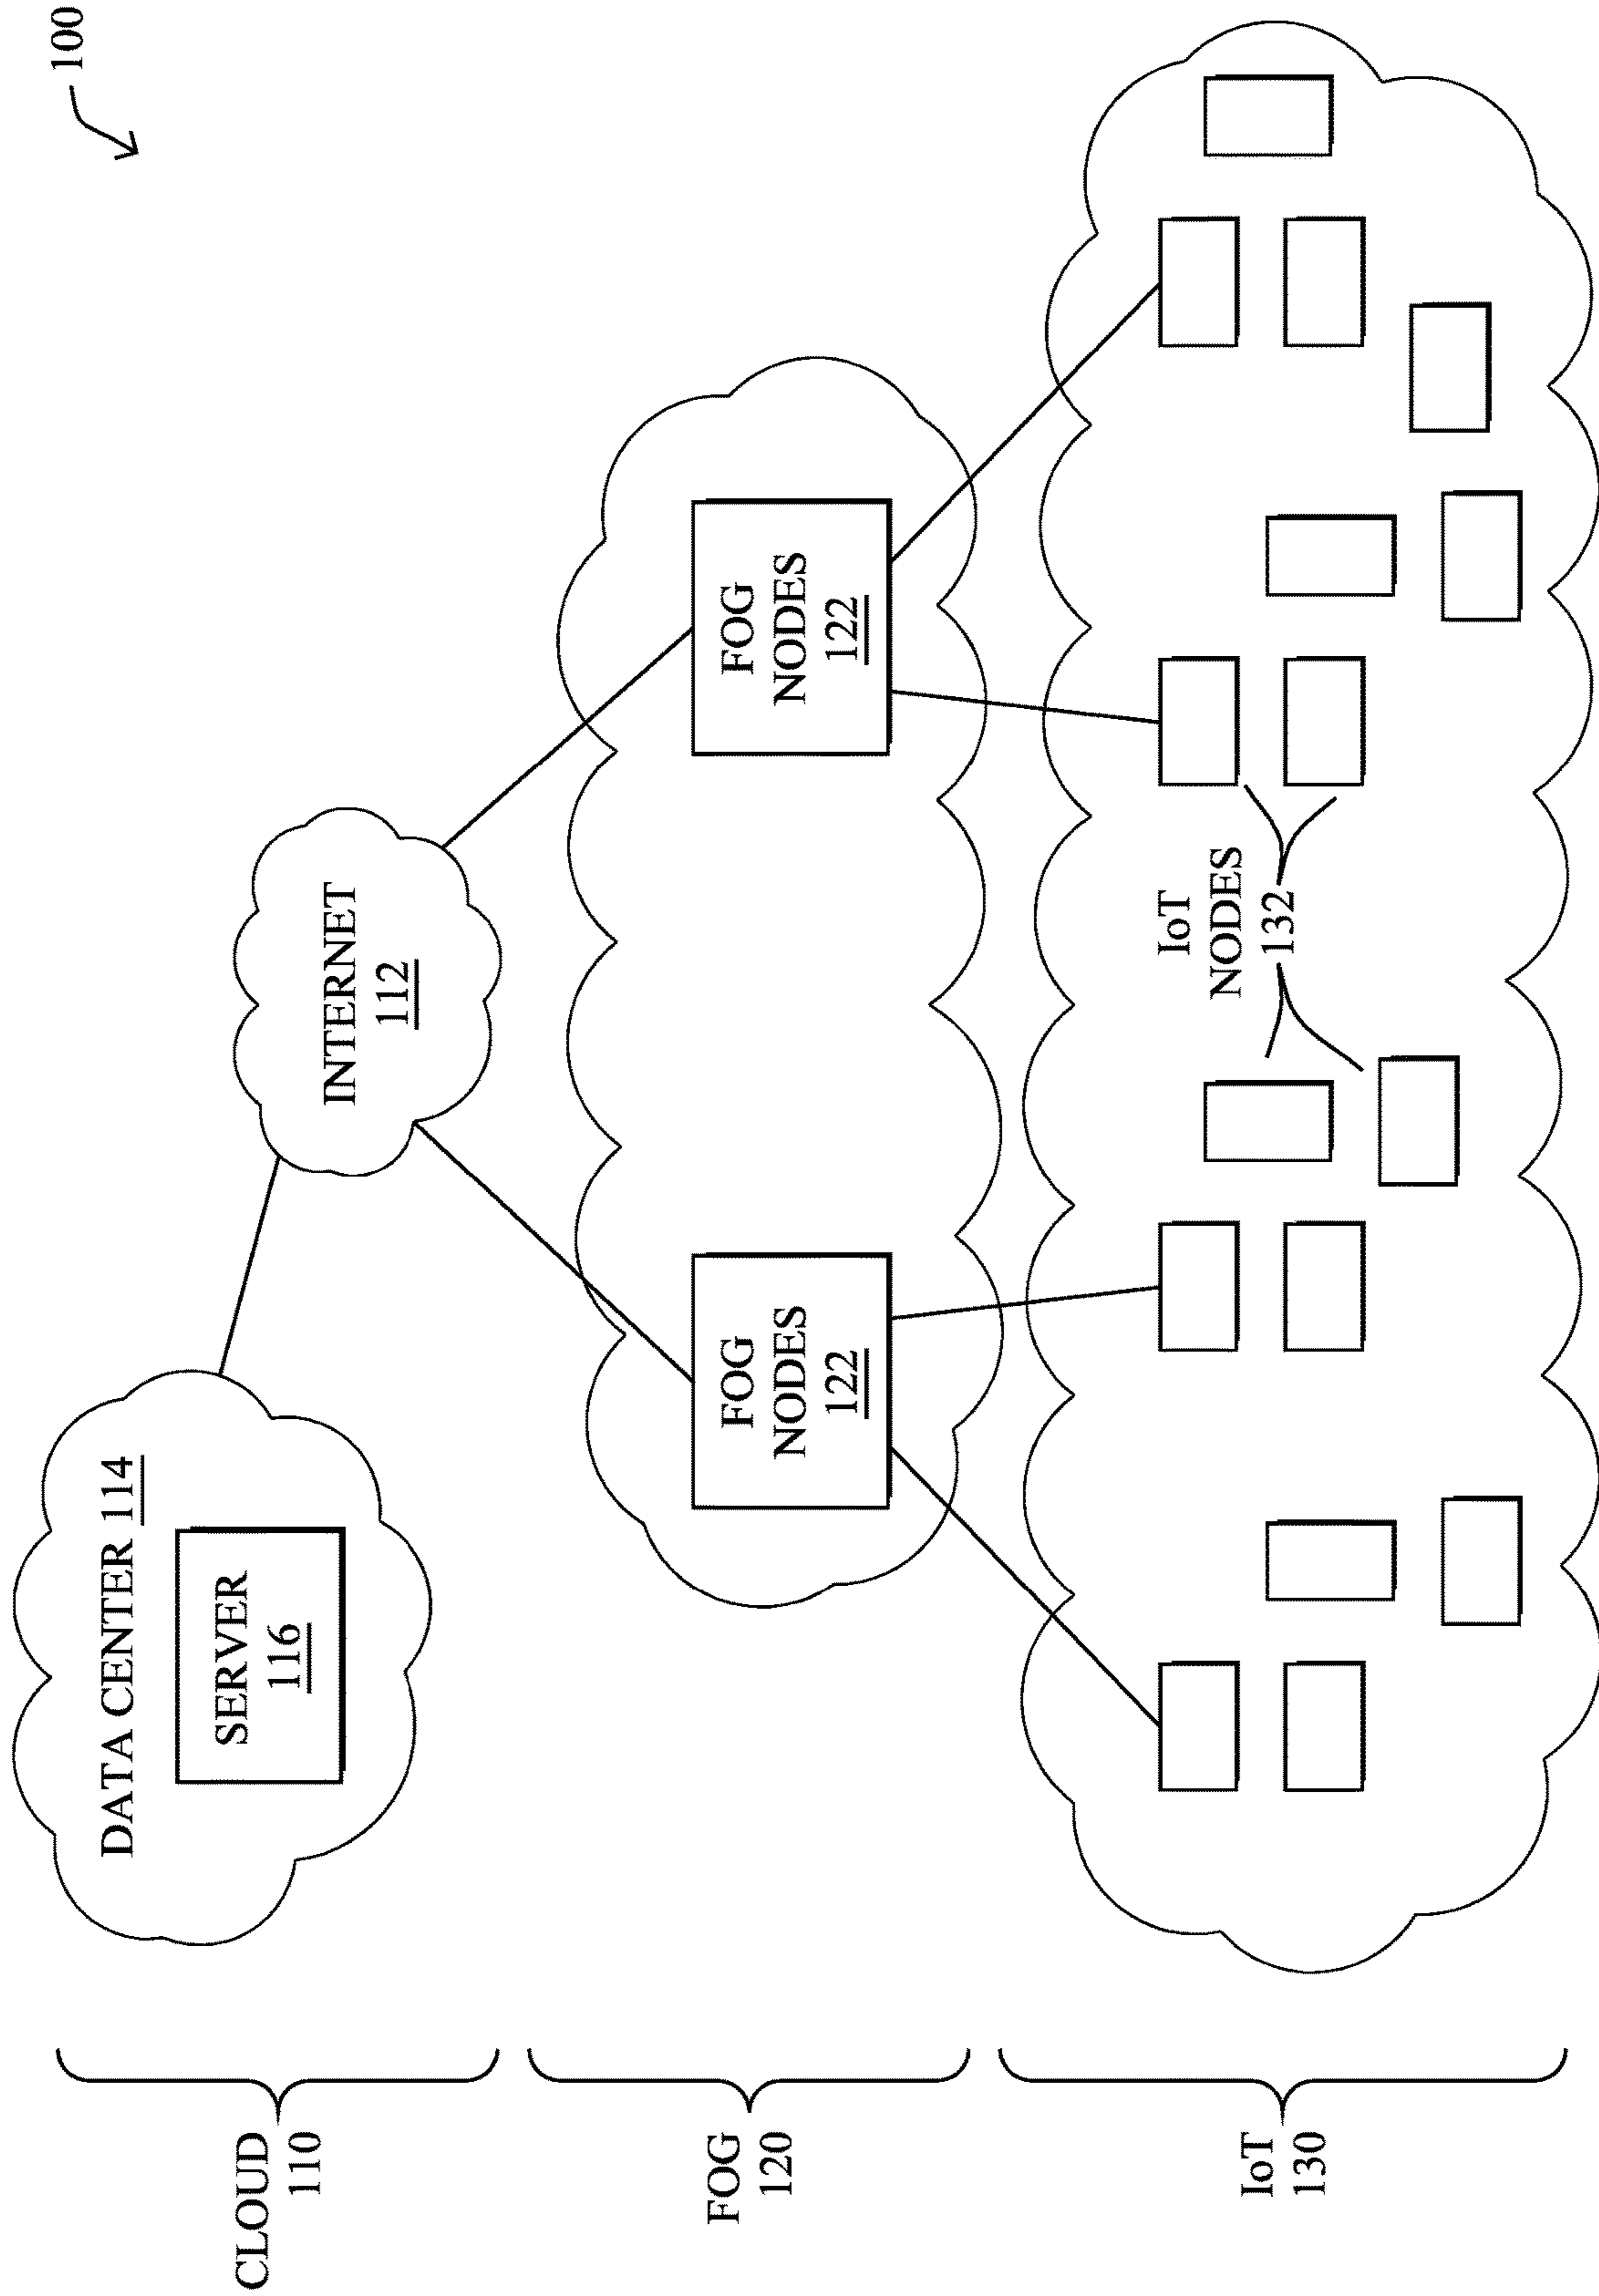 100
CLOUD
110
DATA CENTER 114
SERVER
116
INTERNET
112
FOG
120
FOG
NODES
122
FOG
NODES
122
IoT
130
IoT
NODES
132